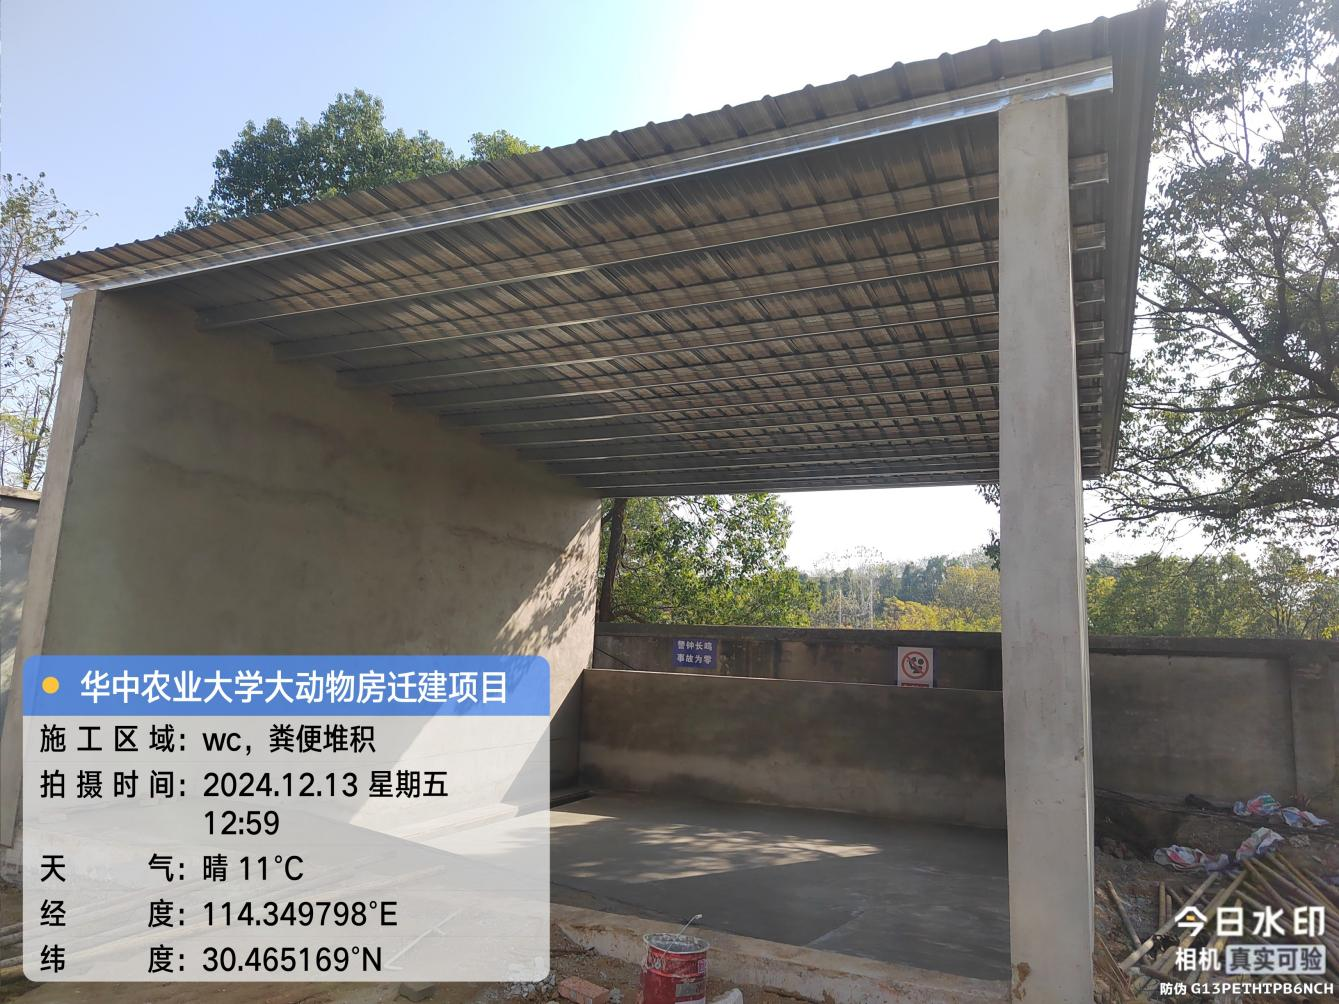 警钟长鸣
事故为零
华中农业大学大动物房迁建项目
施工区域：wc，粪便堆积
拍摄时间：2024.12.13 星期五
12:59
天气：晴 11°C
经度：114.349798°E
纬度：30.465169°N
今日水印
相机 真实可验
防伪 G13PETHTPB6NCH